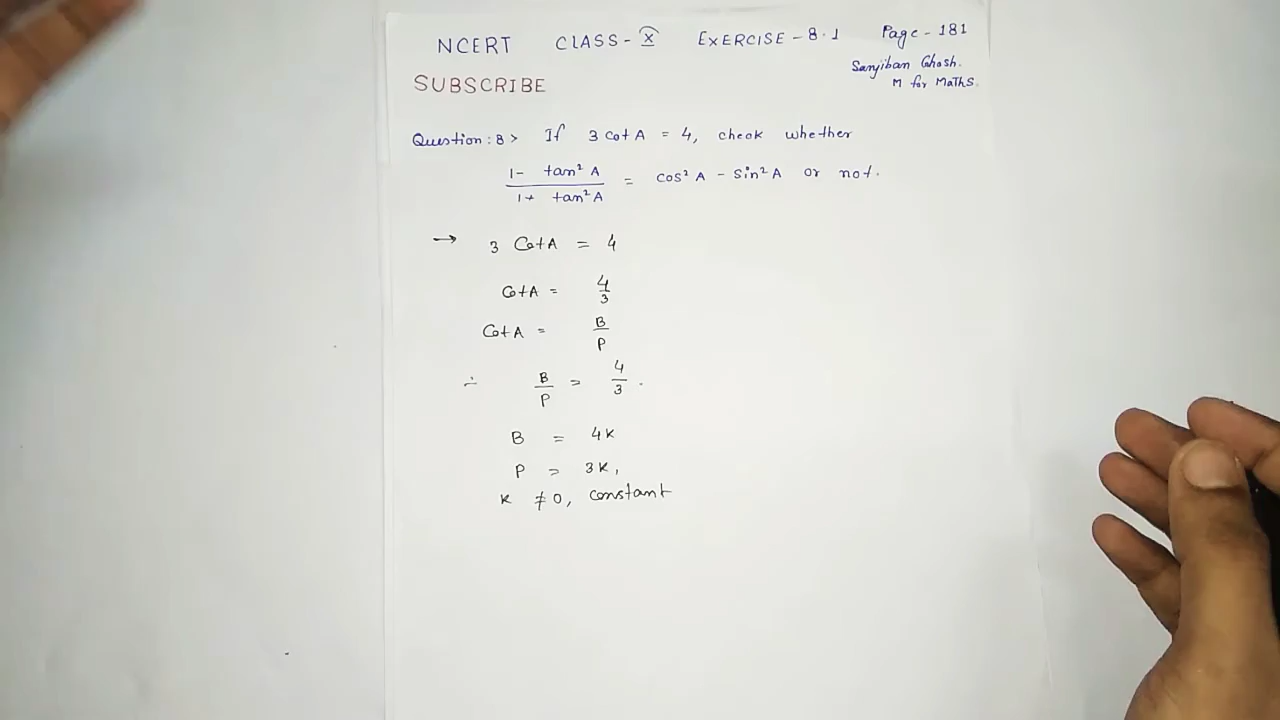 NCERT CLASS-X EXERCISE-8.1 Page-181
Sanjiban Ghosh.
SUBSCRIBE
M for Maths.
Question:8> If 3 cot A = 4, check whether
1- tan² A / 1+ tan² A = cos² A - Sin² A or not.
→ 3 Cot A = 4
Cot A = 4/3
Cot A = B/P
∴ B/P = 4/3.
B = 4K
P = 3K,
K ≠ 0, constant